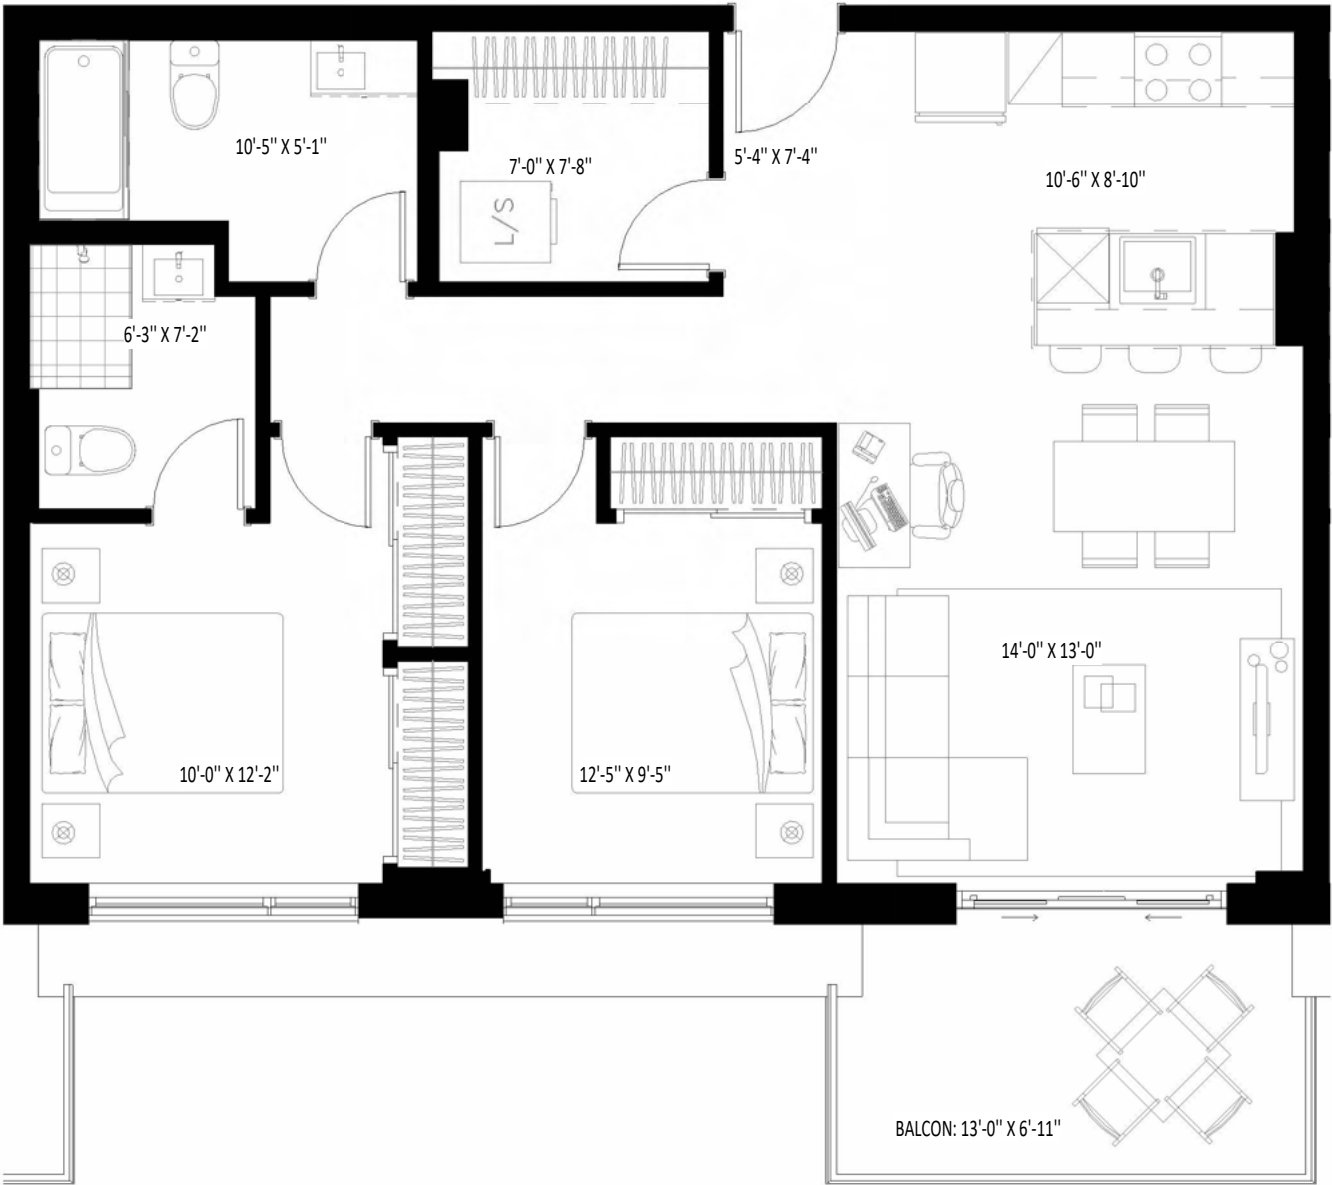 10'-5" X 5'-1"
7'-0" X 7'-8"
5'-4" X 7'-4"
10'-6" X 8'-10"
L/S
6'-3" X 7'-2"
14'-0" X 13'-0"
10'-0" X 12'-2"
12'-5" X 9'-5"
BALCON: 13'-0" X 6'-11"